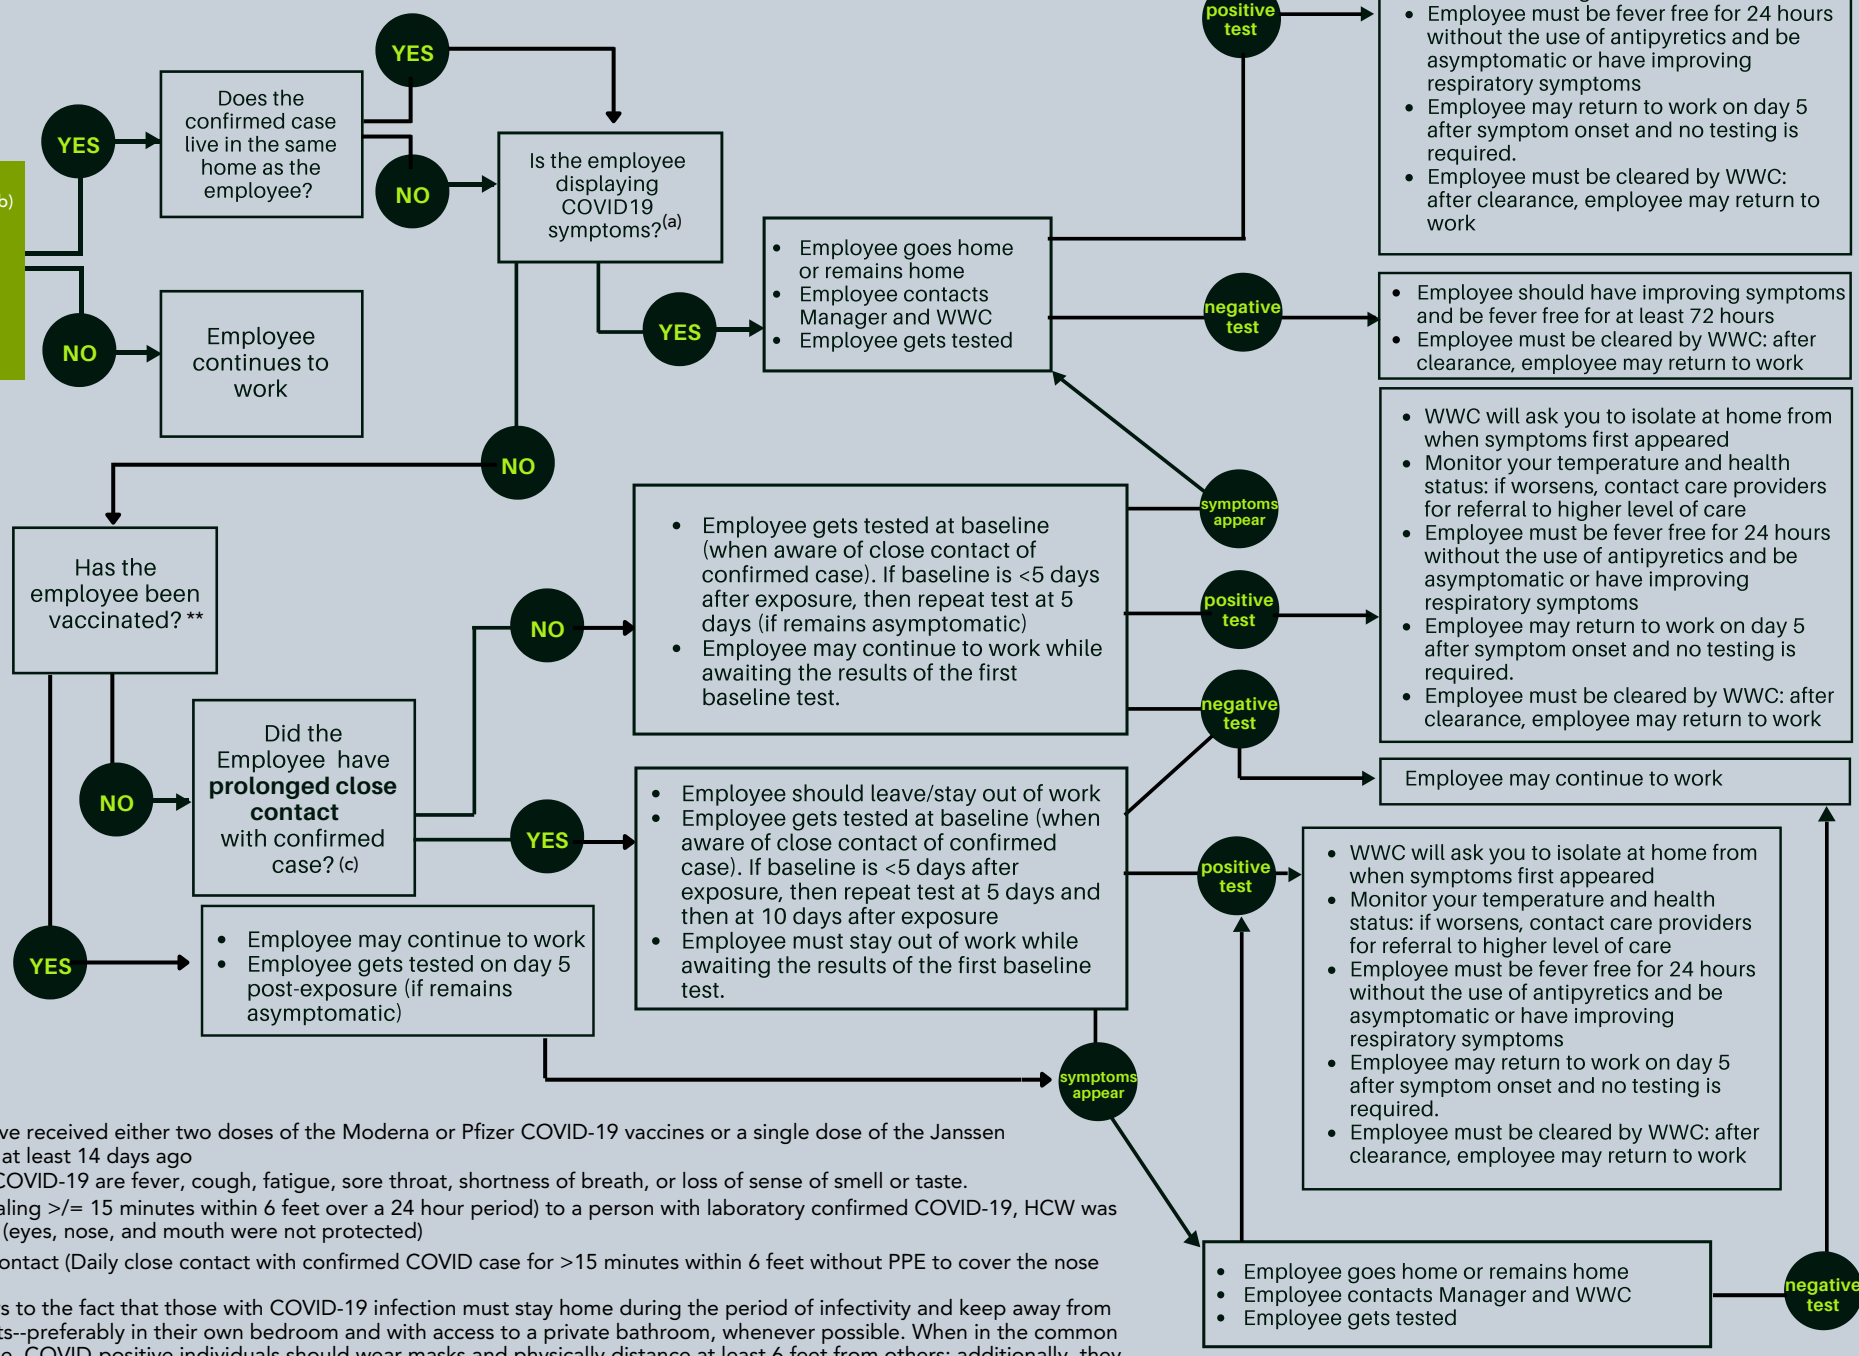 YES
Does the
confirmed case
live in the same
home as the
employee?
YES
NO
b)
NO
Employee
continues to
work
Is the employee
displaying
COVID19
symptoms?(a)
YES
NO
• Employee goes home
or remains home
• Employee contacts
Manager and WWC
• Employee gets tested
positive
test
• Employee must be fever free for 24 hours
without the use of antipyretics and be
asymptomatic or have improving
respiratory symptoms
• Employee may return to work on day 5
after symptom onset and no testing is
required.
• Employee must be cleared by WWC:
after clearance, employee may return to
work
negative
test
• Employee should have improving symptoms
and be fever free for at least 72 hours
• Employee must be cleared by WWC: after
clearance, employee may return to work
Has the
employee been
vaccinated? **
NO
Did the
Employee have
prolonged close
contact
with confirmed
case? (c)
NO
• Employee gets tested at baseline
(when aware of close contact of
confirmed case). If baseline is <5 days
after exposure, then repeat test at 5
days (if remains asymptomatic)
• Employee may continue to work while
awaiting the results of the first
baseline test.
symptoms
appear
positive
test
negative
test
• WWC will ask you to isolate at home from
when symptoms first appeared
• Monitor your temperature and health
status: if worsens, contact care providers
for referral to higher level of care
• Employee must be fever free for 24 hours
without the use of antipyretics and be
asymptomatic or have improving
respiratory symptoms
• Employee may return to work on day 5
after symptom onset and no testing is
required.
• Employee must be cleared by WWC: after
clearance, employee may return to work
Employee may continue to work
YES
• Employee should leave/stay out of work
• Employee gets tested at baseline (when
aware of close contact of confirmed
case). If baseline is <5 days after
exposure, then repeat test at 5 days and
then at 10 days after exposure
• Employee must stay out of work while
awaiting the results of the first baseline
test.
positive
test
• WWC will ask you to isolate at home from
when symptoms first appeared
• Monitor your temperature and health
status: if worsens, contact care providers
for referral to higher level of care
• Employee must be fever free for 24 hours
without the use of antipyretics and be
asymptomatic or have improving
respiratory symptoms
• Employee may return to work on day 5
after symptom onset and no testing is
required.
• Employee must be cleared by WWC: after
clearance, employee may return to work
YES
• Employee may continue to work
• Employee gets tested on day 5
post-exposure (if remains
asymptomatic)
symptoms
appear
• Employee goes home or remains home
• Employee contacts Manager and WWC
• Employee gets tested
negative
test
ve received either two doses of the Moderna or Pfizer COVID-19 vaccines or a single dose of the Janssen
at least 14 days ago
COVID-19 are fever, cough, fatigue, sore throat, shortness of breath, or loss of sense of smell or taste.
aling >/= 15 minutes within 6 feet over a 24 hour period) to a person with laboratory confirmed COVID-19, HCW was
(eyes, nose, and mouth were not protected)
ontact (Daily close contact with confirmed COVID case for >15 minutes within 6 feet without PPE to cover the nose
rs to the fact that those with COVID-19 infection must stay home during the period of infectivity and keep away from
ts--preferably in their own bedroom and with access to a private bathroom, whenever possible. When in the common
e, COVID positive individuals should wear masks and physically distance at least 6 feet from others; additionally, they